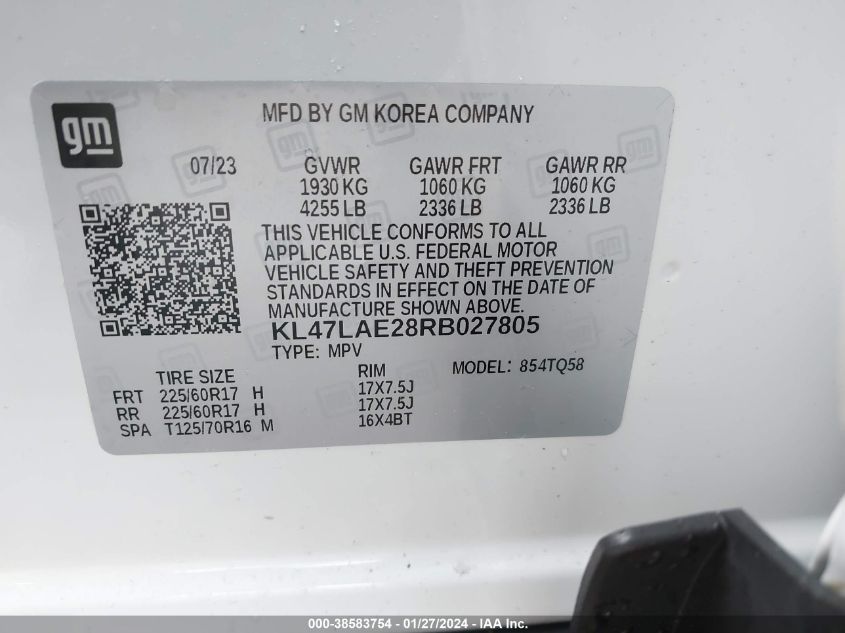 gm
MFD BY GM KOREA COMPANY
07/23 GVWR GAWR FRT GAWR RR
1930 KG 1060 KG 1060 KG
4255 LB 2336 LB 2336 LB
THIS VEHICLE CONFORMS TO ALL
APPLICABLE U.S. FEDERAL MOTOR
VEHICLE SAFETY AND THEFT PREVENTION
STANDARDS IN EFFECT ON THE DATE OF
MANUFACTURE SHOWN ABOVE.
KL47LAE28RB027805
TYPE: MPV
MODEL: 854TQ58
TIRE SIZE RIM
FRT 225/60R17 H 17X7.5J
RR 225/60R17 H 17X7.5J
SPA T125/70R16 M 16X4BT
000-38583754 - 01/27/2024 - IAA Inc.